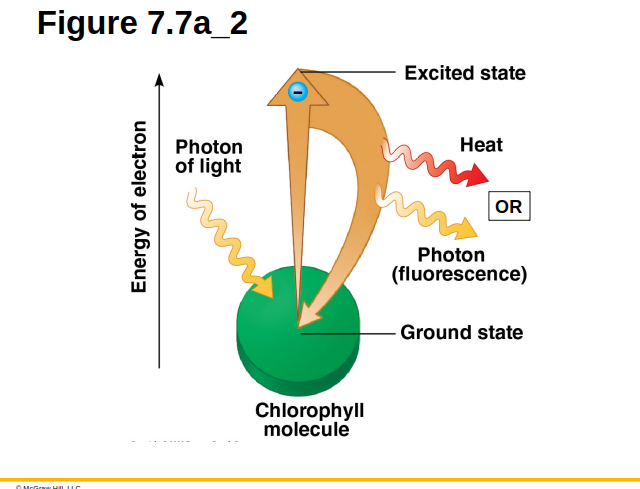 Figure 7.7a_2
Excited state
Photon
of light
Heat
OR
Energy of electron
Photon
(fluorescence)
Ground state
Chlorophyll
molecule
© McGraw Hill, LLC